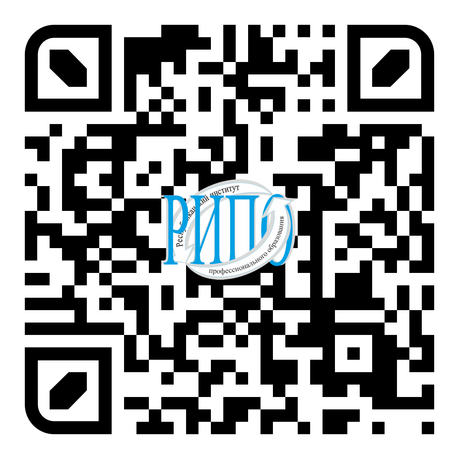 Республиканский институт
РИПО
профессионального образования